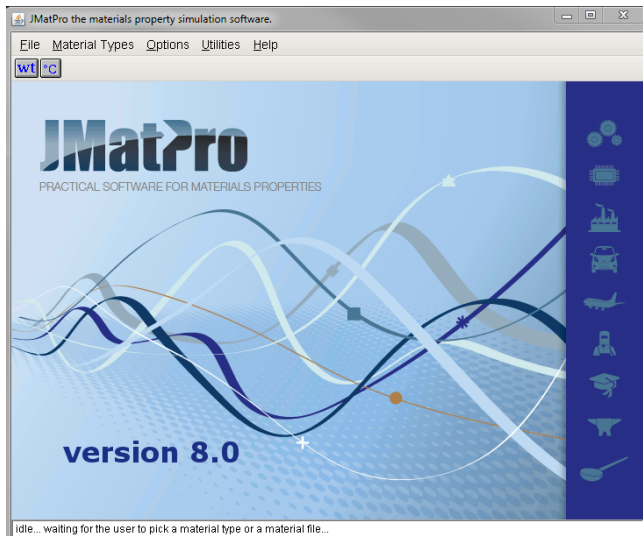 JMatPro the materials property simulation software.
File Material Types Options Utilities Help
wt °C
JMatPro
PRACTICAL SOFTWARE FOR MATERIALS PROPERTIES
version 8.0
idle... waiting for the user to pick a material type or a material file...